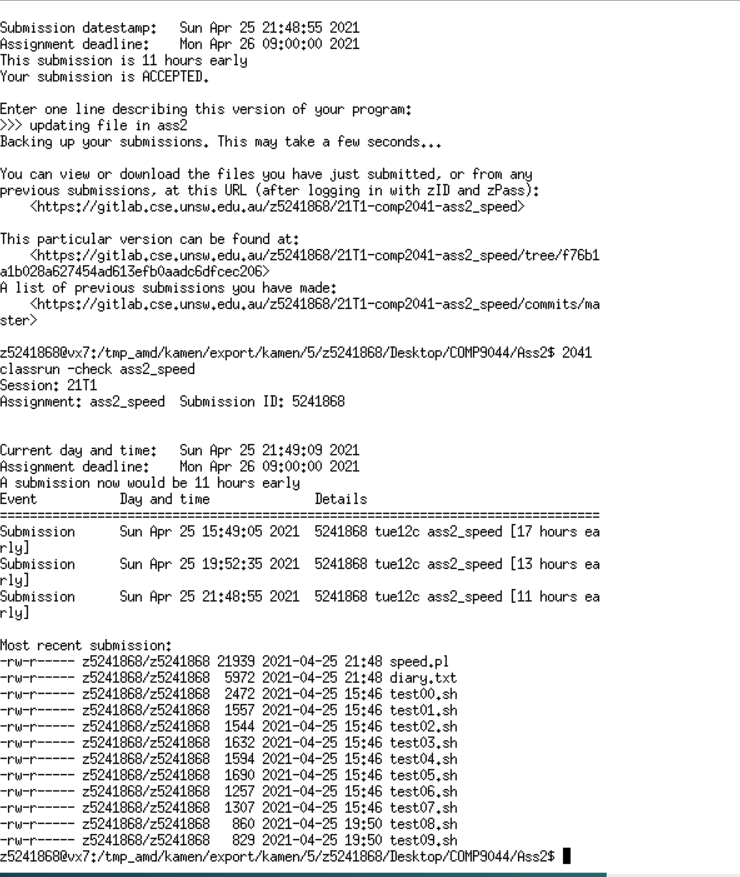 Submission datestamp:   Sun Apr 25 21:48:55 2021
Assignment deadline:    Mon Apr 26 09:00:00 2021
This submission is 11 hours early
Your submission is ACCEPTED.

Enter one line describing this version of your program:
>>> updating file in ass2
Backing up your submissions. This may take a few seconds...

You can view or download the files you have just submitted, or from any
previous submissions, at this URL (after logging in with zID and zPass):
    <https://gitlab.cse.unsw.edu.au/z5241868/21T1-comp2041-ass2_speed>

This particular version can be found at:
    <https://gitlab.cse.unsw.edu.au/z5241868/21T1-comp2041-ass2_speed/tree/f76b1
a1b028a627454ad613efb0aadc6dfcec206>
A list of previous submissions you have made:
    <https://gitlab.cse.unsw.edu.au/z5241868/21T1-comp2041-ass2_speed/commits/ma
ster>

z5241868@vx7:/tmp_amd/kamen/export/kamen/5/z5241868/Desktop/COMP9044/Ass2$ 2041
classrun -check ass2_speed
Session: 21T1
Assignment: ass2_speed  Submission ID: 5241868


Current day and time:   Sun Apr 25 21:49:09 2021
Assignment deadline:    Mon Apr 26 09:00:00 2021
A submission now would be 11 hours early
Event           Day and time              Details
================================================================================
Submission      Sun Apr 25 15:49:05 2021  5241868 tue12c ass2_speed [17 hours ea
rly]
Submission      Sun Apr 25 19:52:35 2021  5241868 tue12c ass2_speed [13 hours ea
rly]
Submission      Sun Apr 25 21:48:55 2021  5241868 tue12c ass2_speed [11 hours ea
rly]

Most recent submission:
-rw-r----- z5241868/z5241868 21939 2021-04-25 21:48 speed.pl
-rw-r----- z5241868/z5241868  5972 2021-04-25 21:48 diary.txt
-rw-r----- z5241868/z5241868  2472 2021-04-25 15:46 test00.sh
-rw-r----- z5241868/z5241868  1557 2021-04-25 15:46 test01.sh
-rw-r----- z5241868/z5241868  1544 2021-04-25 15:46 test02.sh
-rw-r----- z5241868/z5241868  1632 2021-04-25 15:46 test03.sh
-rw-r----- z5241868/z5241868  1594 2021-04-25 15:46 test04.sh
-rw-r----- z5241868/z5241868  1690 2021-04-25 15:46 test05.sh
-rw-r----- z5241868/z5241868  1257 2021-04-25 15:46 test06.sh
-rw-r----- z5241868/z5241868  1307 2021-04-25 15:46 test07.sh
-rw-r----- z5241868/z5241868   860 2021-04-25 19:50 test08.sh
-rw-r----- z5241868/z5241868   829 2021-04-25 19:50 test09.sh
z5241868@vx7:/tmp_amd/kamen/export/kamen/5/z5241868/Desktop/COMP9044/Ass2$